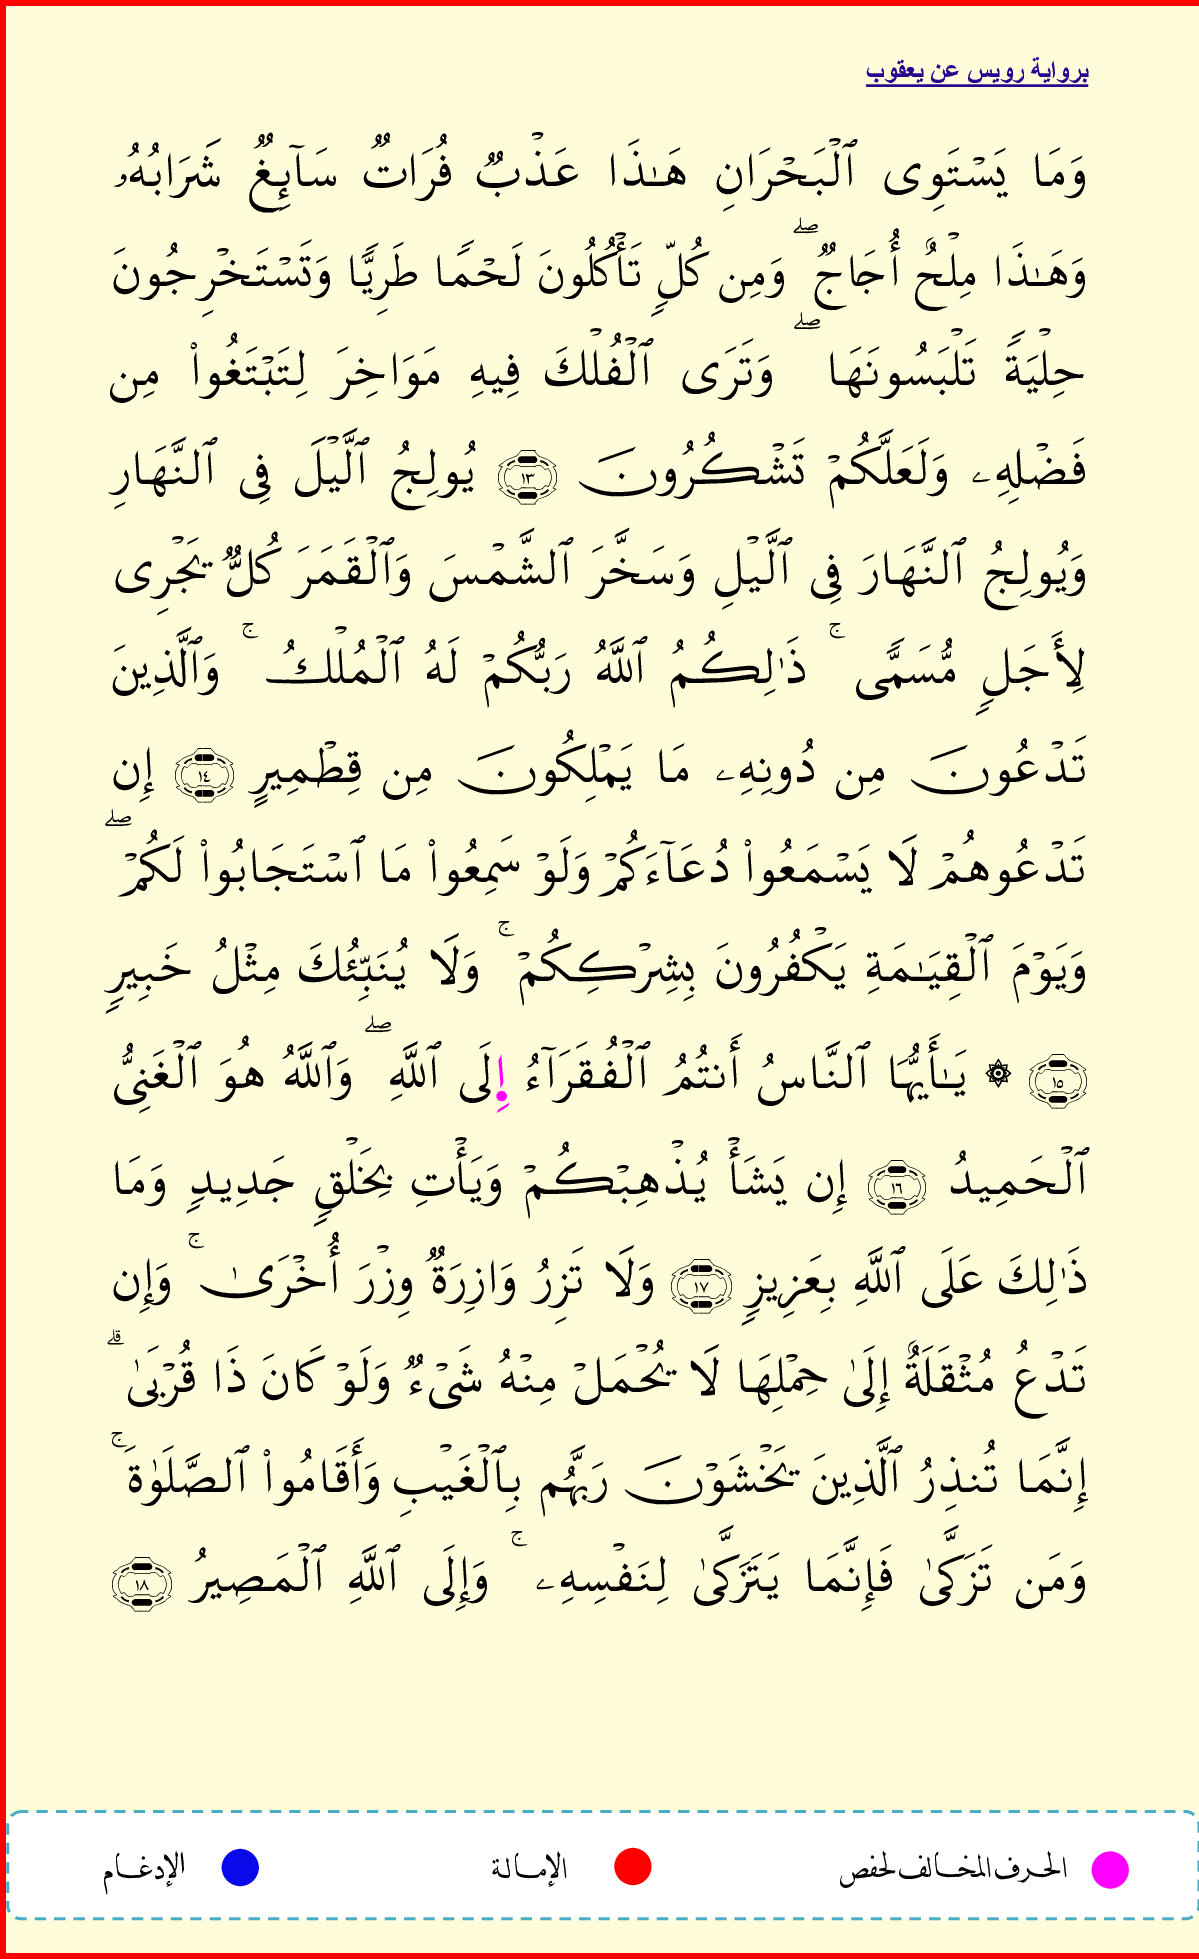 برواية رويس عن يعقوب
وَمَا يَسْتَوِى ٱلْبَحْرَانِ هَـٰذَا عَذْبٌ فُرَاتٌ سَآئِغٌ شَرَابُهُۥ
وَهَـٰذَا مِلْحٌ أُجَاجٌ ۖ وَمِن كُلٍّ تَأْكُلُونَ لَحْمًا طَرِيًّا وَتَسْتَخْرِجُونَ
حِلْيَةً تَلْبَسُونَهَا ۖ وَتَرَى ٱلْفُلْكَ فِيهِ مَوَاخِرَ لِتَبْتَغُوا۟ مِن
فَضْلِهِۦ وَلَعَلَّكُمْ تَشْكُرُونَ ١٣ يُولِجُ ٱلَّيْلَ فِى ٱلنَّهَارِ
وَيُولِجُ ٱلنَّهَارَ فِى ٱلَّيْلِ وَسَخَّرَ ٱلشَّمْسَ وَٱلْقَمَرَ كُلٌّ يَجْرِى
لِأَجَلٍ مُّسَمًّى ۚ ذَٰلِكُمُ ٱللَّهُ رَبُّكُمْ لَهُ ٱلْمُلْكُ ۚ وَٱلَّذِينَ
تَدْعُونَ مِن دُونِهِۦ مَا يَمْلِكُونَ مِن قِطْمِيرٍ ١٤ إِن
تَدْعُوهُمْ لَا يَسْمَعُوا۟ دُعَآءَكُمْ وَلَوْ سَمِعُوا۟ مَا ٱسْتَجَابُوا۟ لَكُمْ ۖ
وَيَوْمَ ٱلْقِيَـٰمَةِ يَكْفُرُونَ بِشِرْكِكُمْ ۚ وَلَا يُنَبِّئُكَ مِثْلُ خَبِيرٍ
١٥ ۞ يَـٰٓأَيُّهَا ٱلنَّاسُ أَنتُمُ ٱلْفُقَرَآءُ إِلَى ٱللَّهِ ۖ وَٱللَّهُ هُوَ ٱلْغَنِىُّ
ٱلْحَمِيدُ ١٦ إِن يَشَأْ يُذْهِبْكُمْ وَيَأْتِ بِخَلْقٍ جَدِيدٍ وَمَا
ذَٰلِكَ عَلَى ٱللَّهِ بِعَزِيزٍ ١٧ وَلَا تَزِرُ وَازِرَةٌ وِزْرَ أُخْرَىٰ ۚ وَإِن
تَدْعُ مُثْقَلَةٌ إِلَىٰ حِمْلِهَا لَا يُحْمَلْ مِنْهُ شَىْءٌ وَلَوْ كَانَ ذَا قُرْبَىٰٓ ۗ
إِنَّمَا تُنذِرُ ٱلَّذِينَ يَخْشَوْنَ رَبَّهُم بِٱلْغَيْبِ وَأَقَامُوا۟ ٱلصَّلَوٰةَ ۚ
وَمَن تَزَكَّىٰ فَإِنَّمَا يَتَزَكَّىٰ لِنَفْسِهِۦ ۚ وَإِلَى ٱللَّهِ ٱلْمَصِيرُ ١٨
الحرف المخالف لحفص الإمالة الإدغام